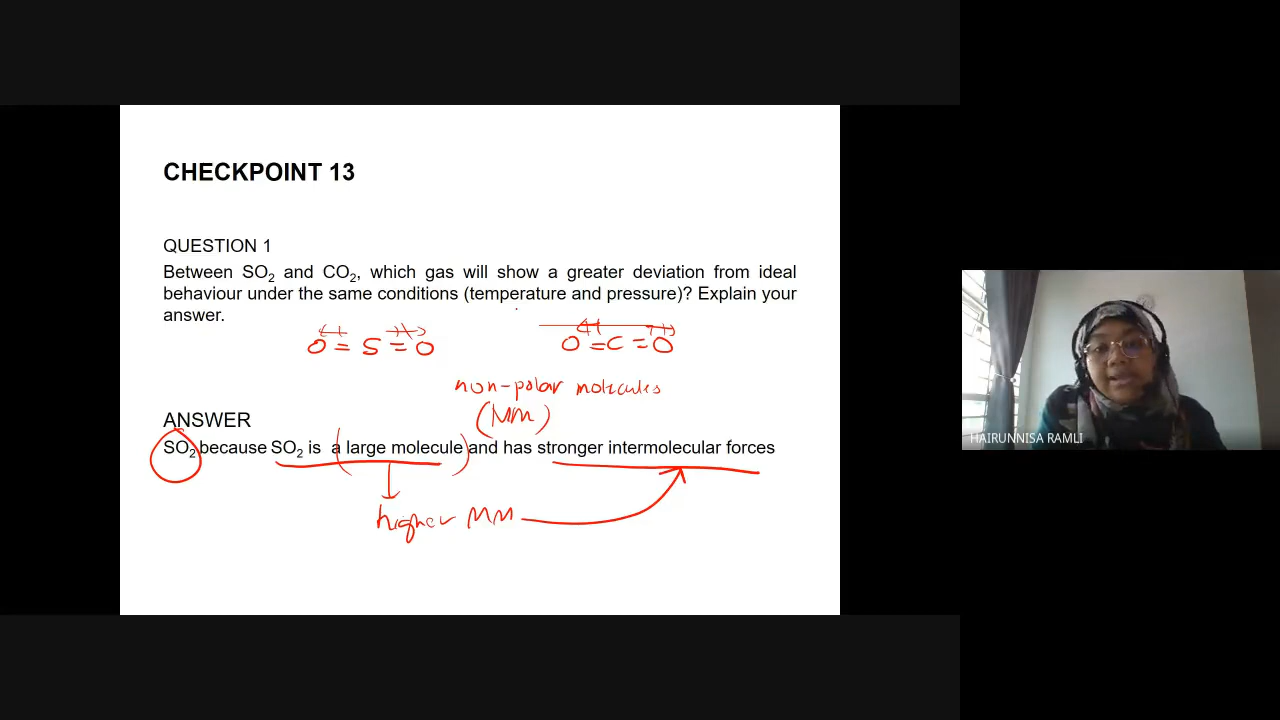 CHECKPOINT 13
QUESTION 1
Between SO₂ and CO₂, which gas will show a greater deviation from ideal
behaviour under the same conditions (temperature and pressure)? Explain your
answer.
O = S = O
O = C = O
non-polar molecules
(MM)
ANSWER
SO₂ because SO₂ is a large molecule and has stronger intermolecular forces
higher MM
HAIRUNNISA RAMLI